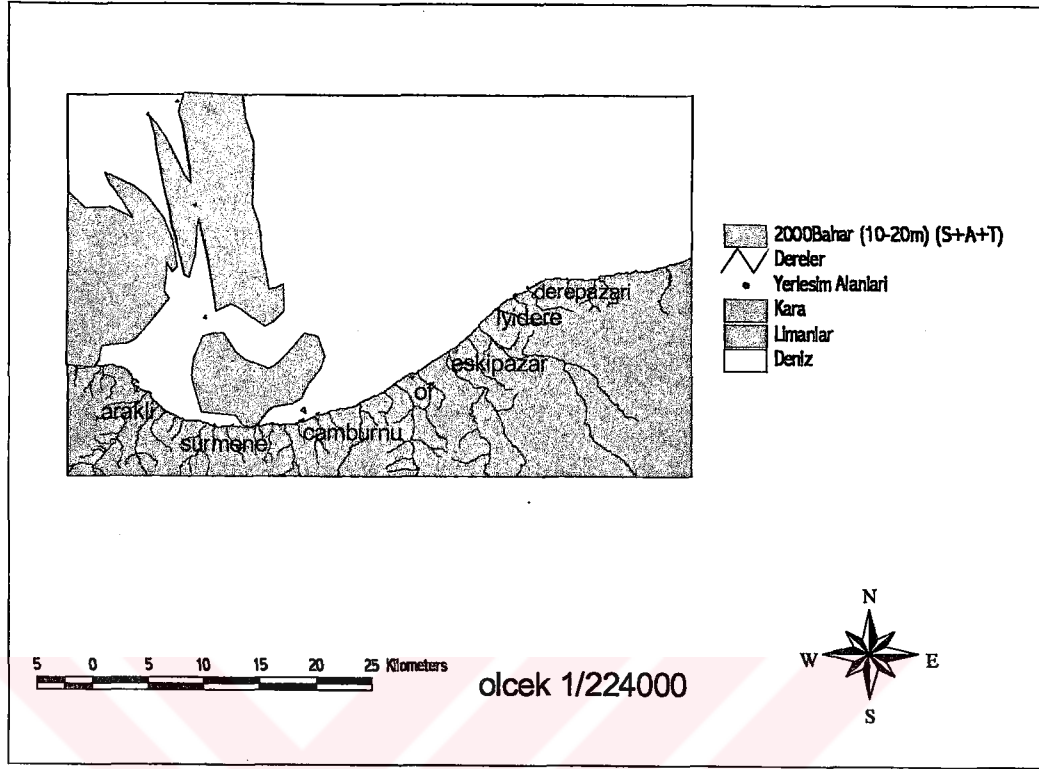 2000Bahar (10-20m) (S+A+T)
Dereler
Yerlesim Alanlari
Kara
Limanlar
Deniz
derepazari
Iyidere
eskipazar
of
arakli
surmene
camburnu
5 0 5 10 15 20 25 Kilometers
olcek 1/224000
N
W E
S